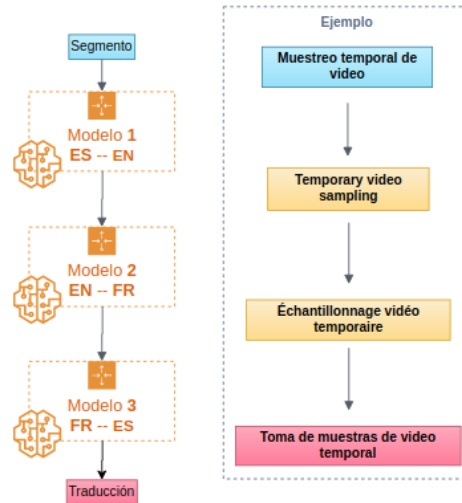 Segmento
Modelo 1
ES -- EN
Modelo 2
EN -- FR
Modelo 3
FR -- ES
Traducción
Ejemplo
Muestreo temporal de
video
Temporary video
sampling
Échantillonnage vidéo
temporaire
Toma de muestras de video
temporal